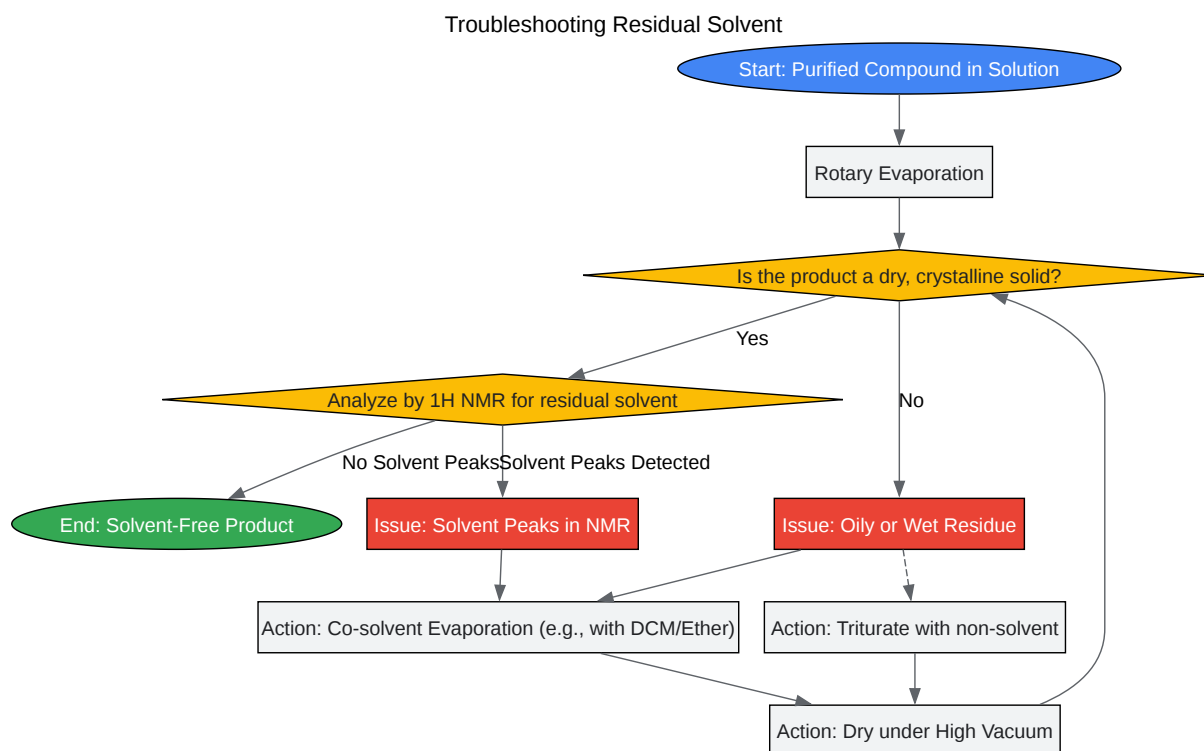 Troubleshooting Residual Solvent
Start: Purified Compound in Solution
Rotary Evaporation
Is the product a dry, crystalline solid?
Yes
Analyze by 1H NMR for residual solvent
No
No Solvent Peaks
Solvent Peaks Detected
End: Solvent-Free Product
Issue: Solvent Peaks in NMR
Issue: Oily or Wet Residue
Action: Co-solvent Evaporation (e.g., with DCM/Ether)
Action: Triturate with non-solvent
Action: Dry under High Vacuum